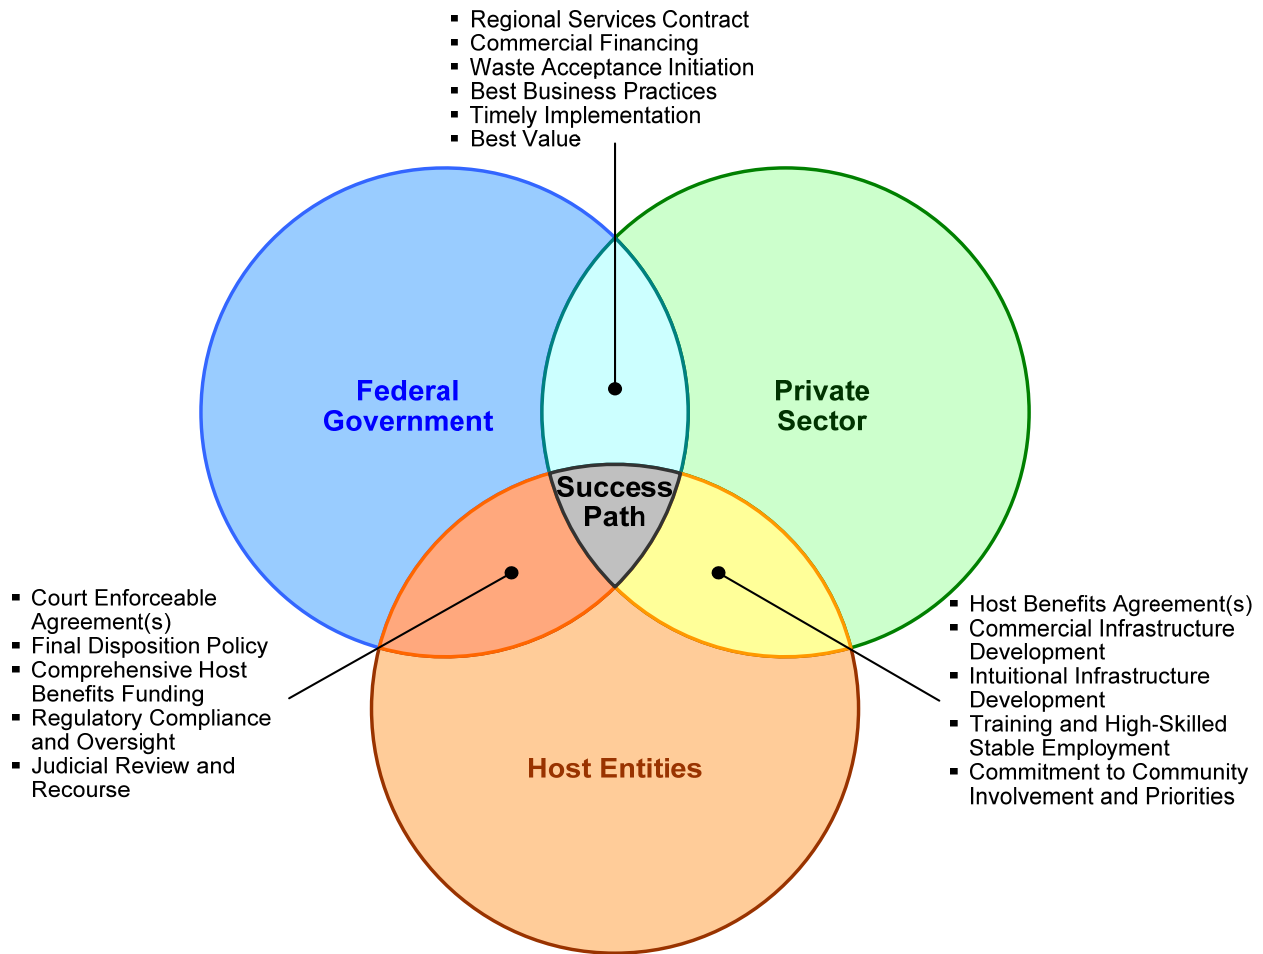 ▪ Regional Services Contract
▪ Commercial Financing
▪ Waste Acceptance Initiation
▪ Best Business Practices
▪ Timely Implementation
▪ Best Value
Federal
Government
Private
Sector
Success
Path
▪ Court Enforceable
Agreement(s)
▪ Final Disposition Policy
▪ Comprehensive Host
Benefits Funding
▪ Regulatory Compliance
and Oversight
▪ Judicial Review and
Recourse
▪ Host Benefits Agreement(s)
▪ Commercial Infrastructure
Development
▪ Intuitional Infrastructure
Development
▪ Training and High-Skilled
Stable Employment
▪ Commitment to Community
Involvement and Priorities
Host Entities